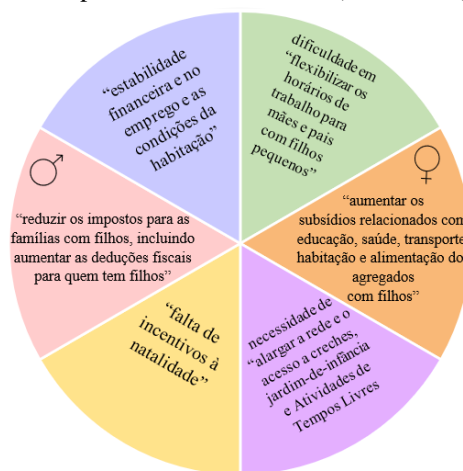 “estabilidade
financeira e no
emprego e as
condições da
habitação”
dificuldade em
“flexibilizar os
horários de
trabalho para
mães e pais
com filhos
pequenos”
“reduzir os impostos para as
famílias com filhos, incluindo
aumentar as deduções fiscais
para quem tem filhos”
“aumentar os
subsídios relacionados com
educação, saúde, transporte
habitação e alimentação do
agregados
com filhos”
“falta de
incentivos à
natalidade”
necessidade de
“alargar a rede e o
acesso a creches,
jardim-de-infância
e Atividades de
Tempos Livres